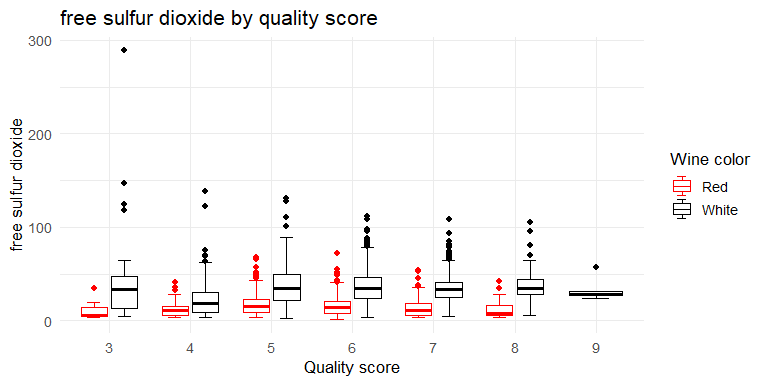 free sulfur dioxide by quality score
300
200
100
0
free sulfur dioxide
3 4 5 6 7 8 9
Quality score
Wine color
Red
White